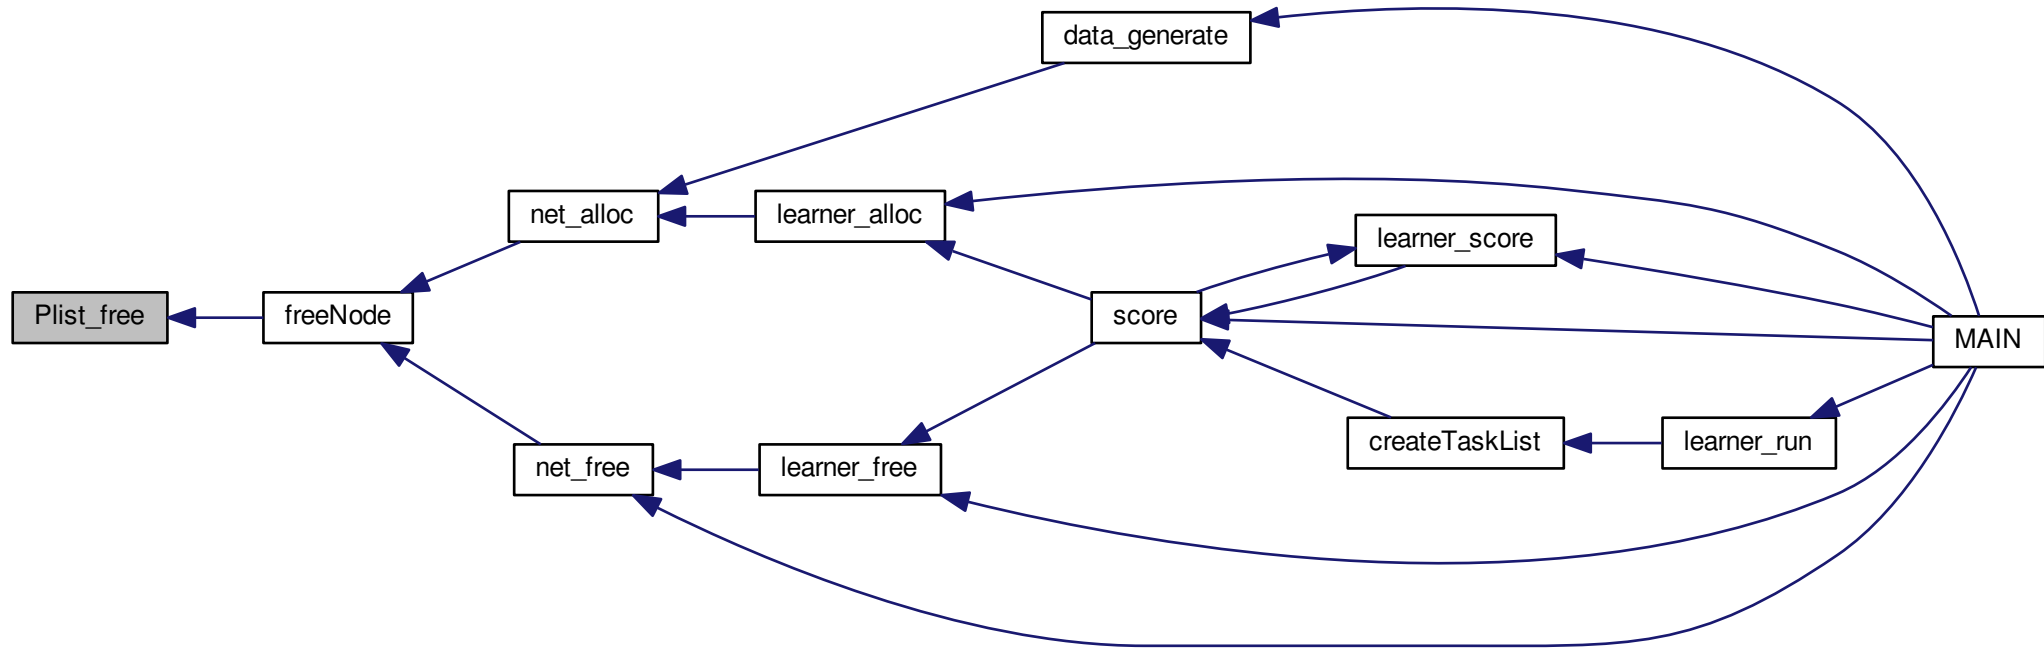 data_generate
net_alloc
learner_alloc
learner_score
Plist_free
freeNode
score
MAIN
createTaskList
learner_run
net_free
learner_free